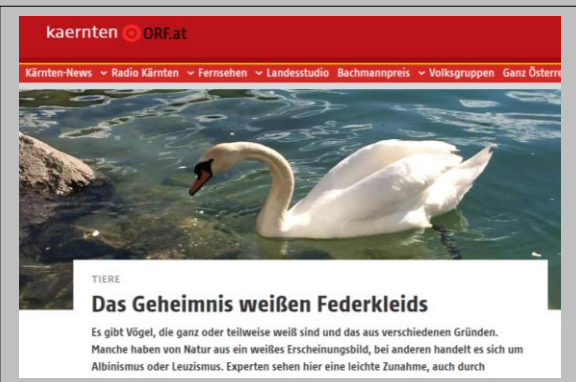 kaernten ORF.at
Kärnten-News Radio Kärnten Fernsehen Landesstudio Bachmannpreis Volksgruppen Ganz Österre
TIERE
Das Geheimnis weißen Federkleids
Es gibt Vögel, die ganz oder teilweise weiß sind und das aus verschiedenen Gründen.
Manche haben von Natur aus ein weißes Erscheinungsbild, bei anderen handelt es sich um
Albinismus oder Leuzismus. Experten sehen hier eine leichte Zunahme, auch durch